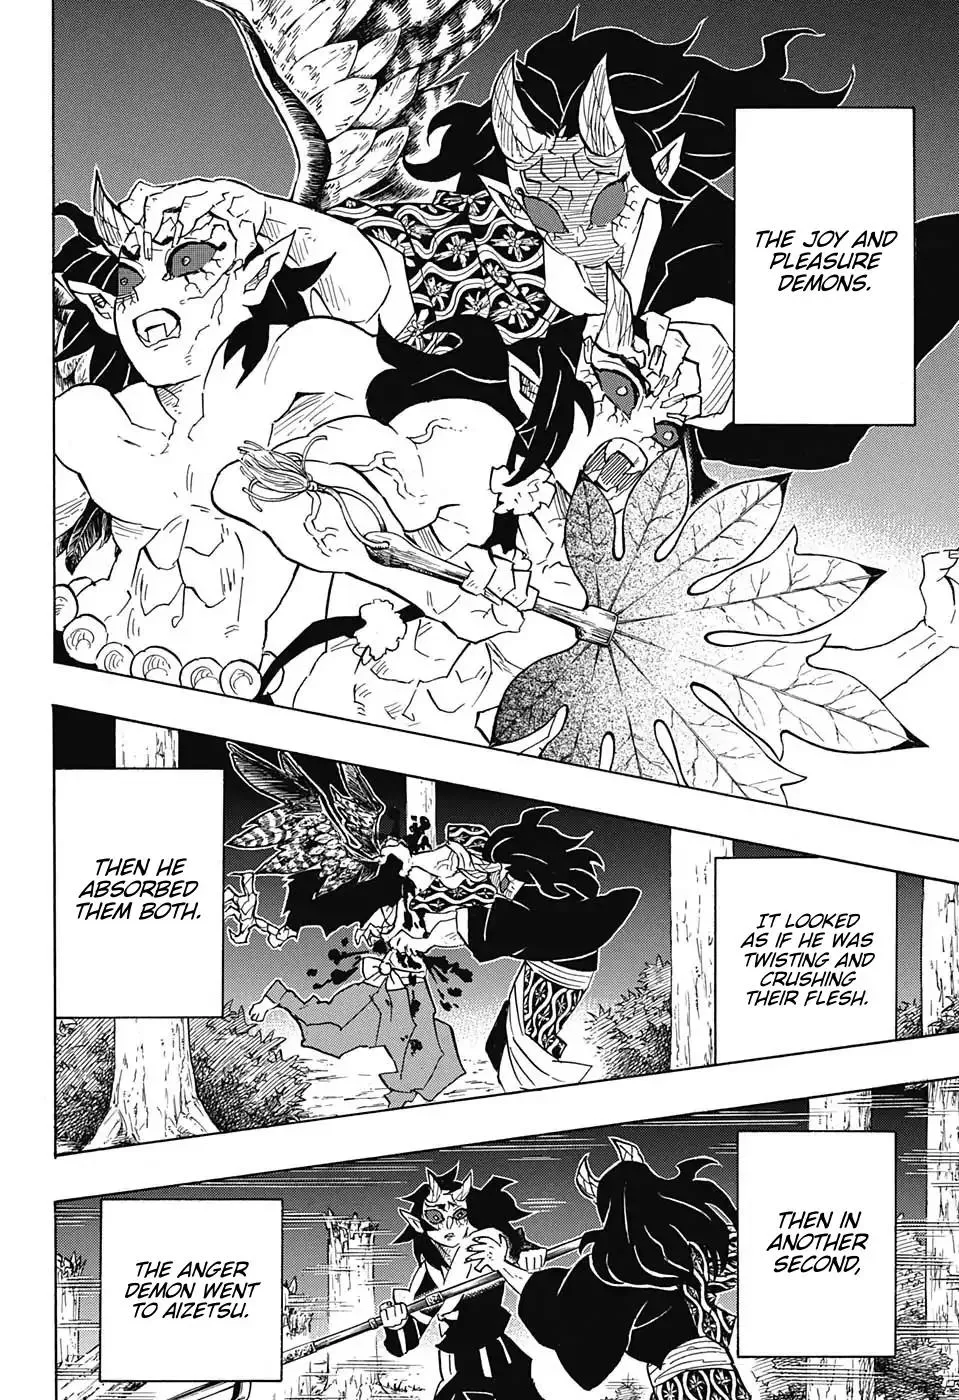 THE JOY AND
PLEASURE
DEMONS.
IT LOOKED
AS IF HE WAS
TWISTING AND
CRUSHING
THEIR FLESH.
THEN HE
ABSORBED
THEM BOTH.
THEN IN
ANOTHER
SECOND,
THE ANGER
DEMON WENT
TO AIZETSU.